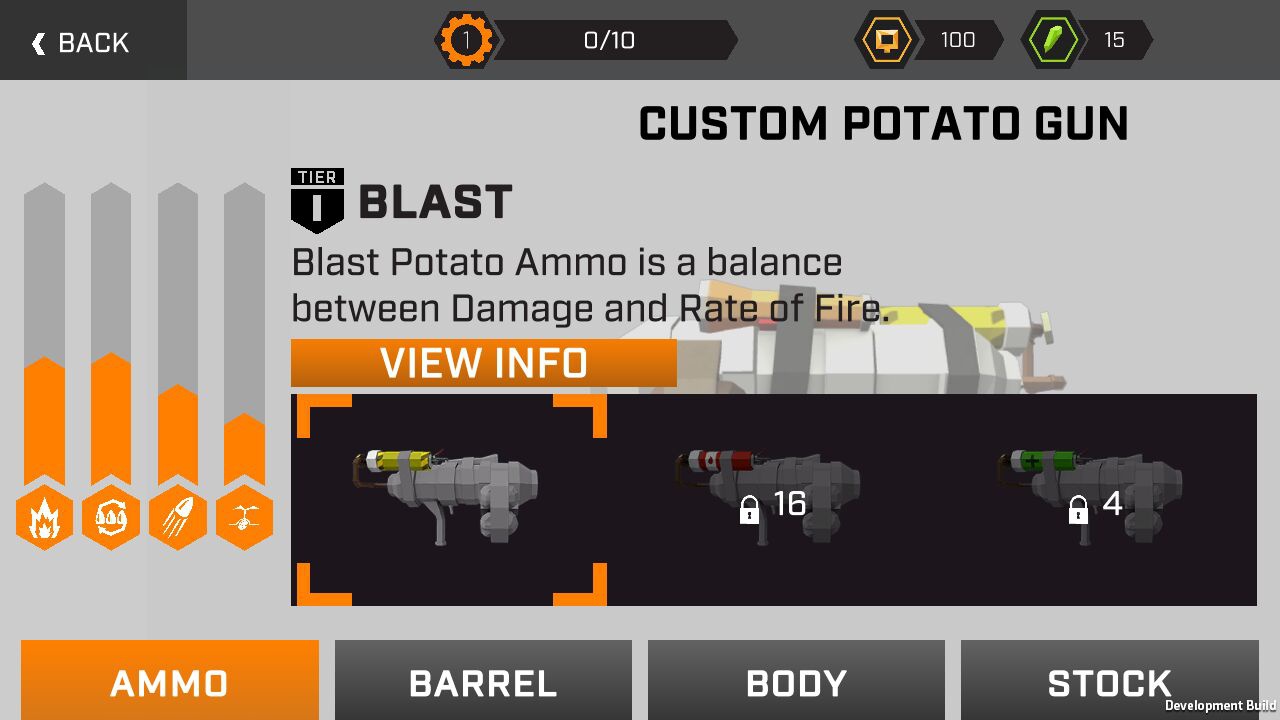 BACK
1
0/10
100
15
CUSTOM POTATO GUN
TIER
I
BLAST
Blast Potato Ammo is a balance
between Damage and Rate of Fire.
VIEW INFO
16
4
AMMO
BARREL
BODY
STOCK
Development Build